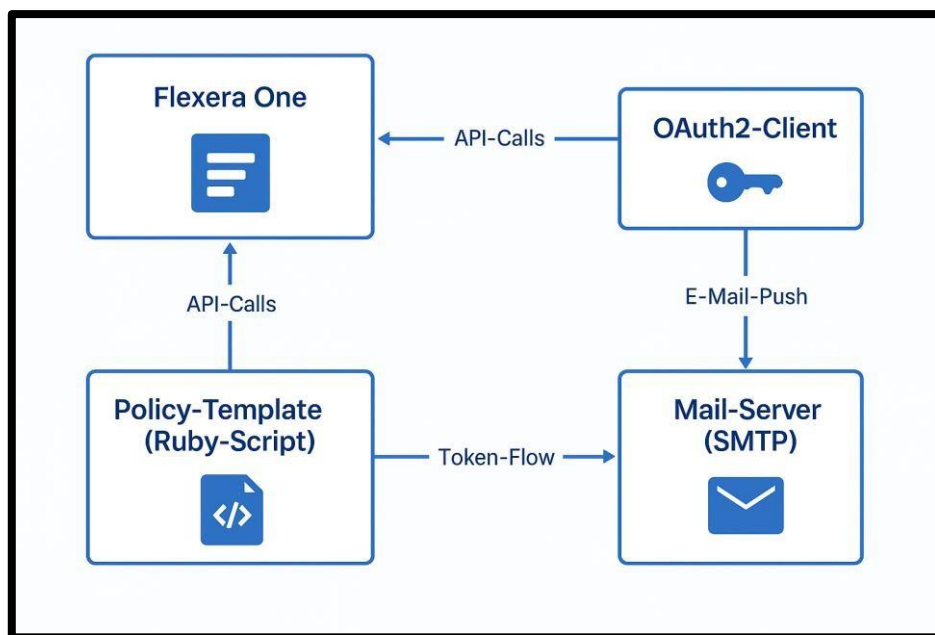 Flexera One
OAuth2-Client
API-Calls
API-Calls
E-Mail-Push
Policy-Template
(Ruby-Script)
</>
Token-Flow
Mail-Server
(SMTP)